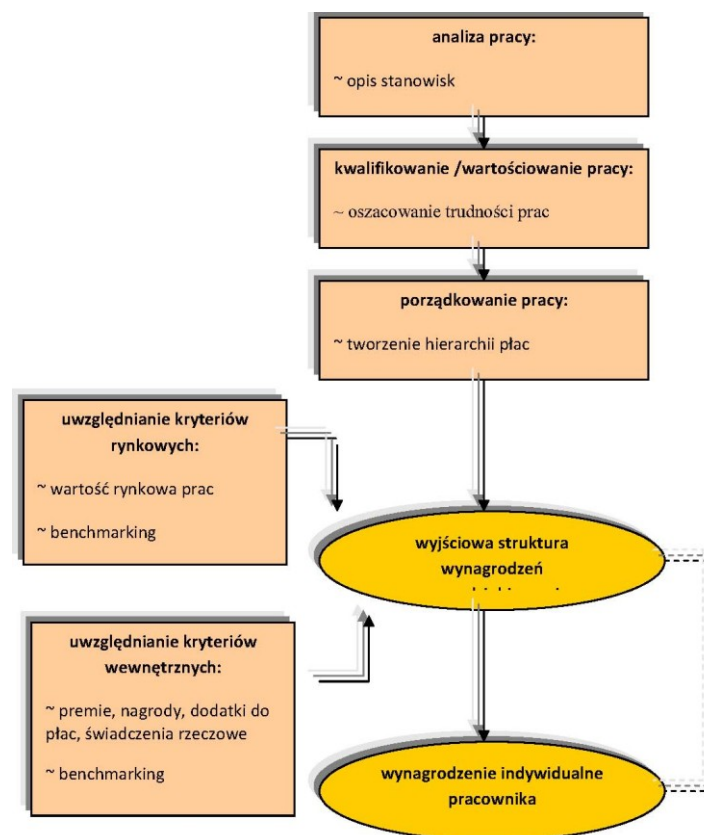 analiza pracy:
~ opis stanowisk
kwalifikowanie /wartościowanie pracy:
~ oszacowanie trudności prac
porządkowanie pracy:
~ tworzenie hierarchii płac
uwzględnianie kryteriów
rynkowych:
~ wartość rynkowa prac
~ benchmarking
wyjściowa struktura
wynagrodzeń
uwzględnianie kryteriów
wewnętrznych:
~ premie, nagrody, dodatki do
płac, świadczenia rzeczowe
~ benchmarking
wynagrodzenie indywidualne
pracownika